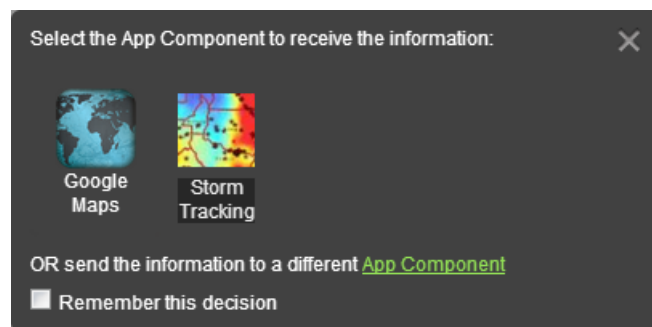 Select the App Component to receive the information:
Google
Maps
Storm
Tracking
OR send the information to a different App Component
Remember this decision